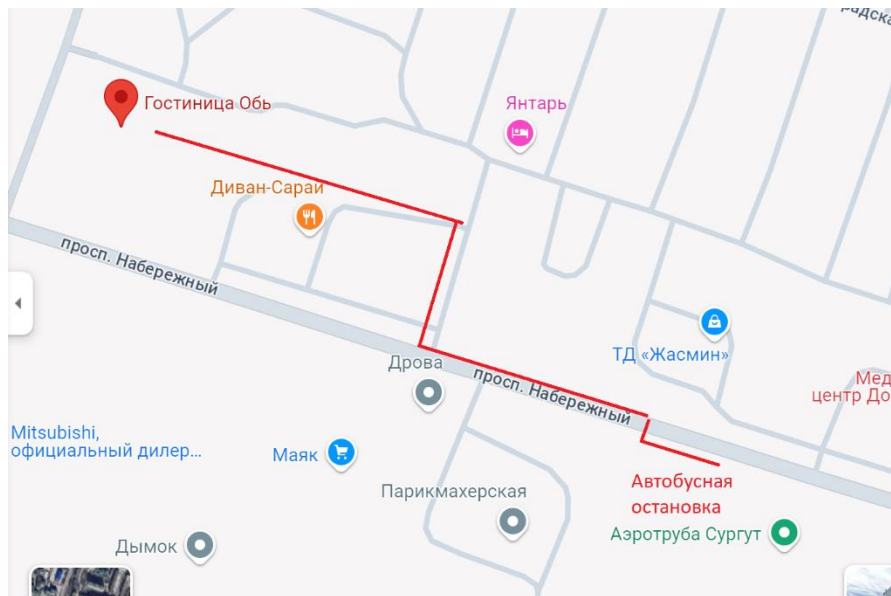 Гостиница Обь
Янтарь
Диван-Сарай
просп. Набережный
ТД «Жасмин»
Дрова
просп. Набережный
Mitsubishi,
официальный дилер...
Маяк
Парикмахерская
Автобусная
остановка
Аэротруба Сургут
Дымок